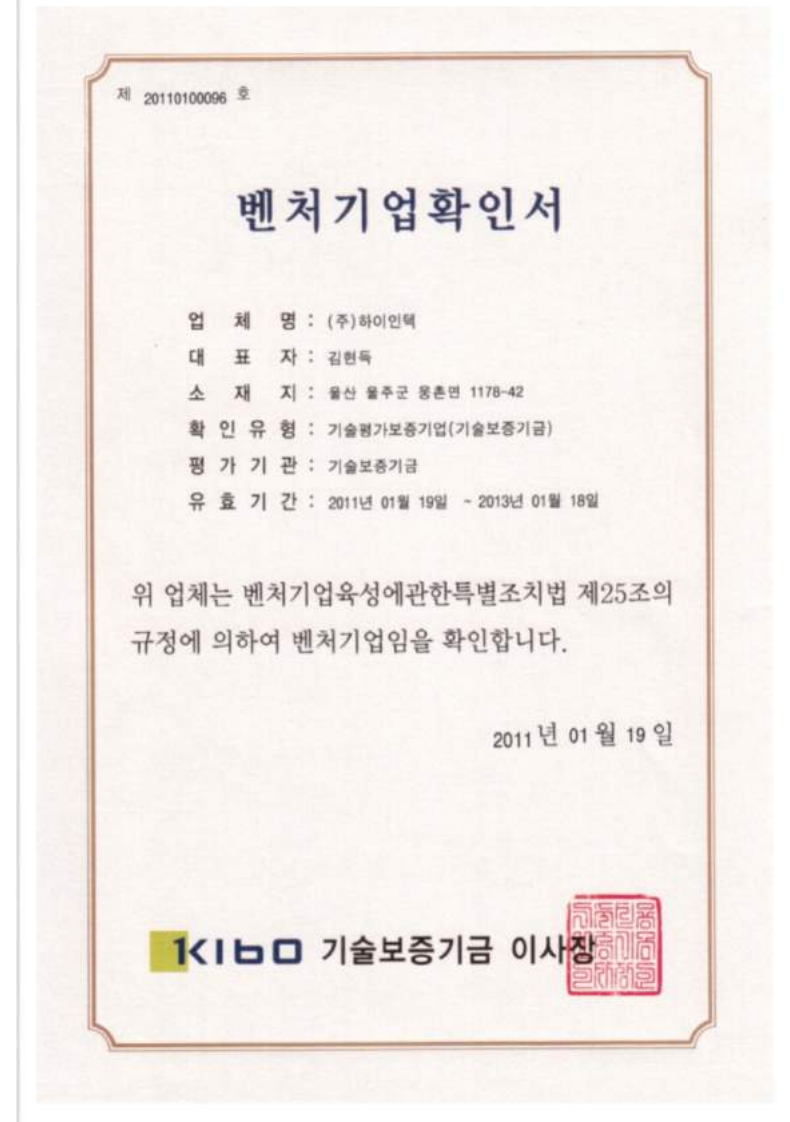 제 20110100096 호
벤처기업확인서
업 체 명 : (주)하이인텍
대 표 자 : 김현득
소 재 지 : 울산 울주군 웅촌면 1178-42
확 인 유 형 : 기술평가보증기업(기술보증기금)
평 가 기 관 : 기술보증기금
유 효 기 간 : 2011년 01월 19일 ~ 2013년 01월 18일
위 업체는 벤처기업육성에관한특별조치법 제25조의
규정에 의하여 벤처기업임을 확인합니다.
2011 년 01 월 19 일
KIBO 기술보증기금 이사장